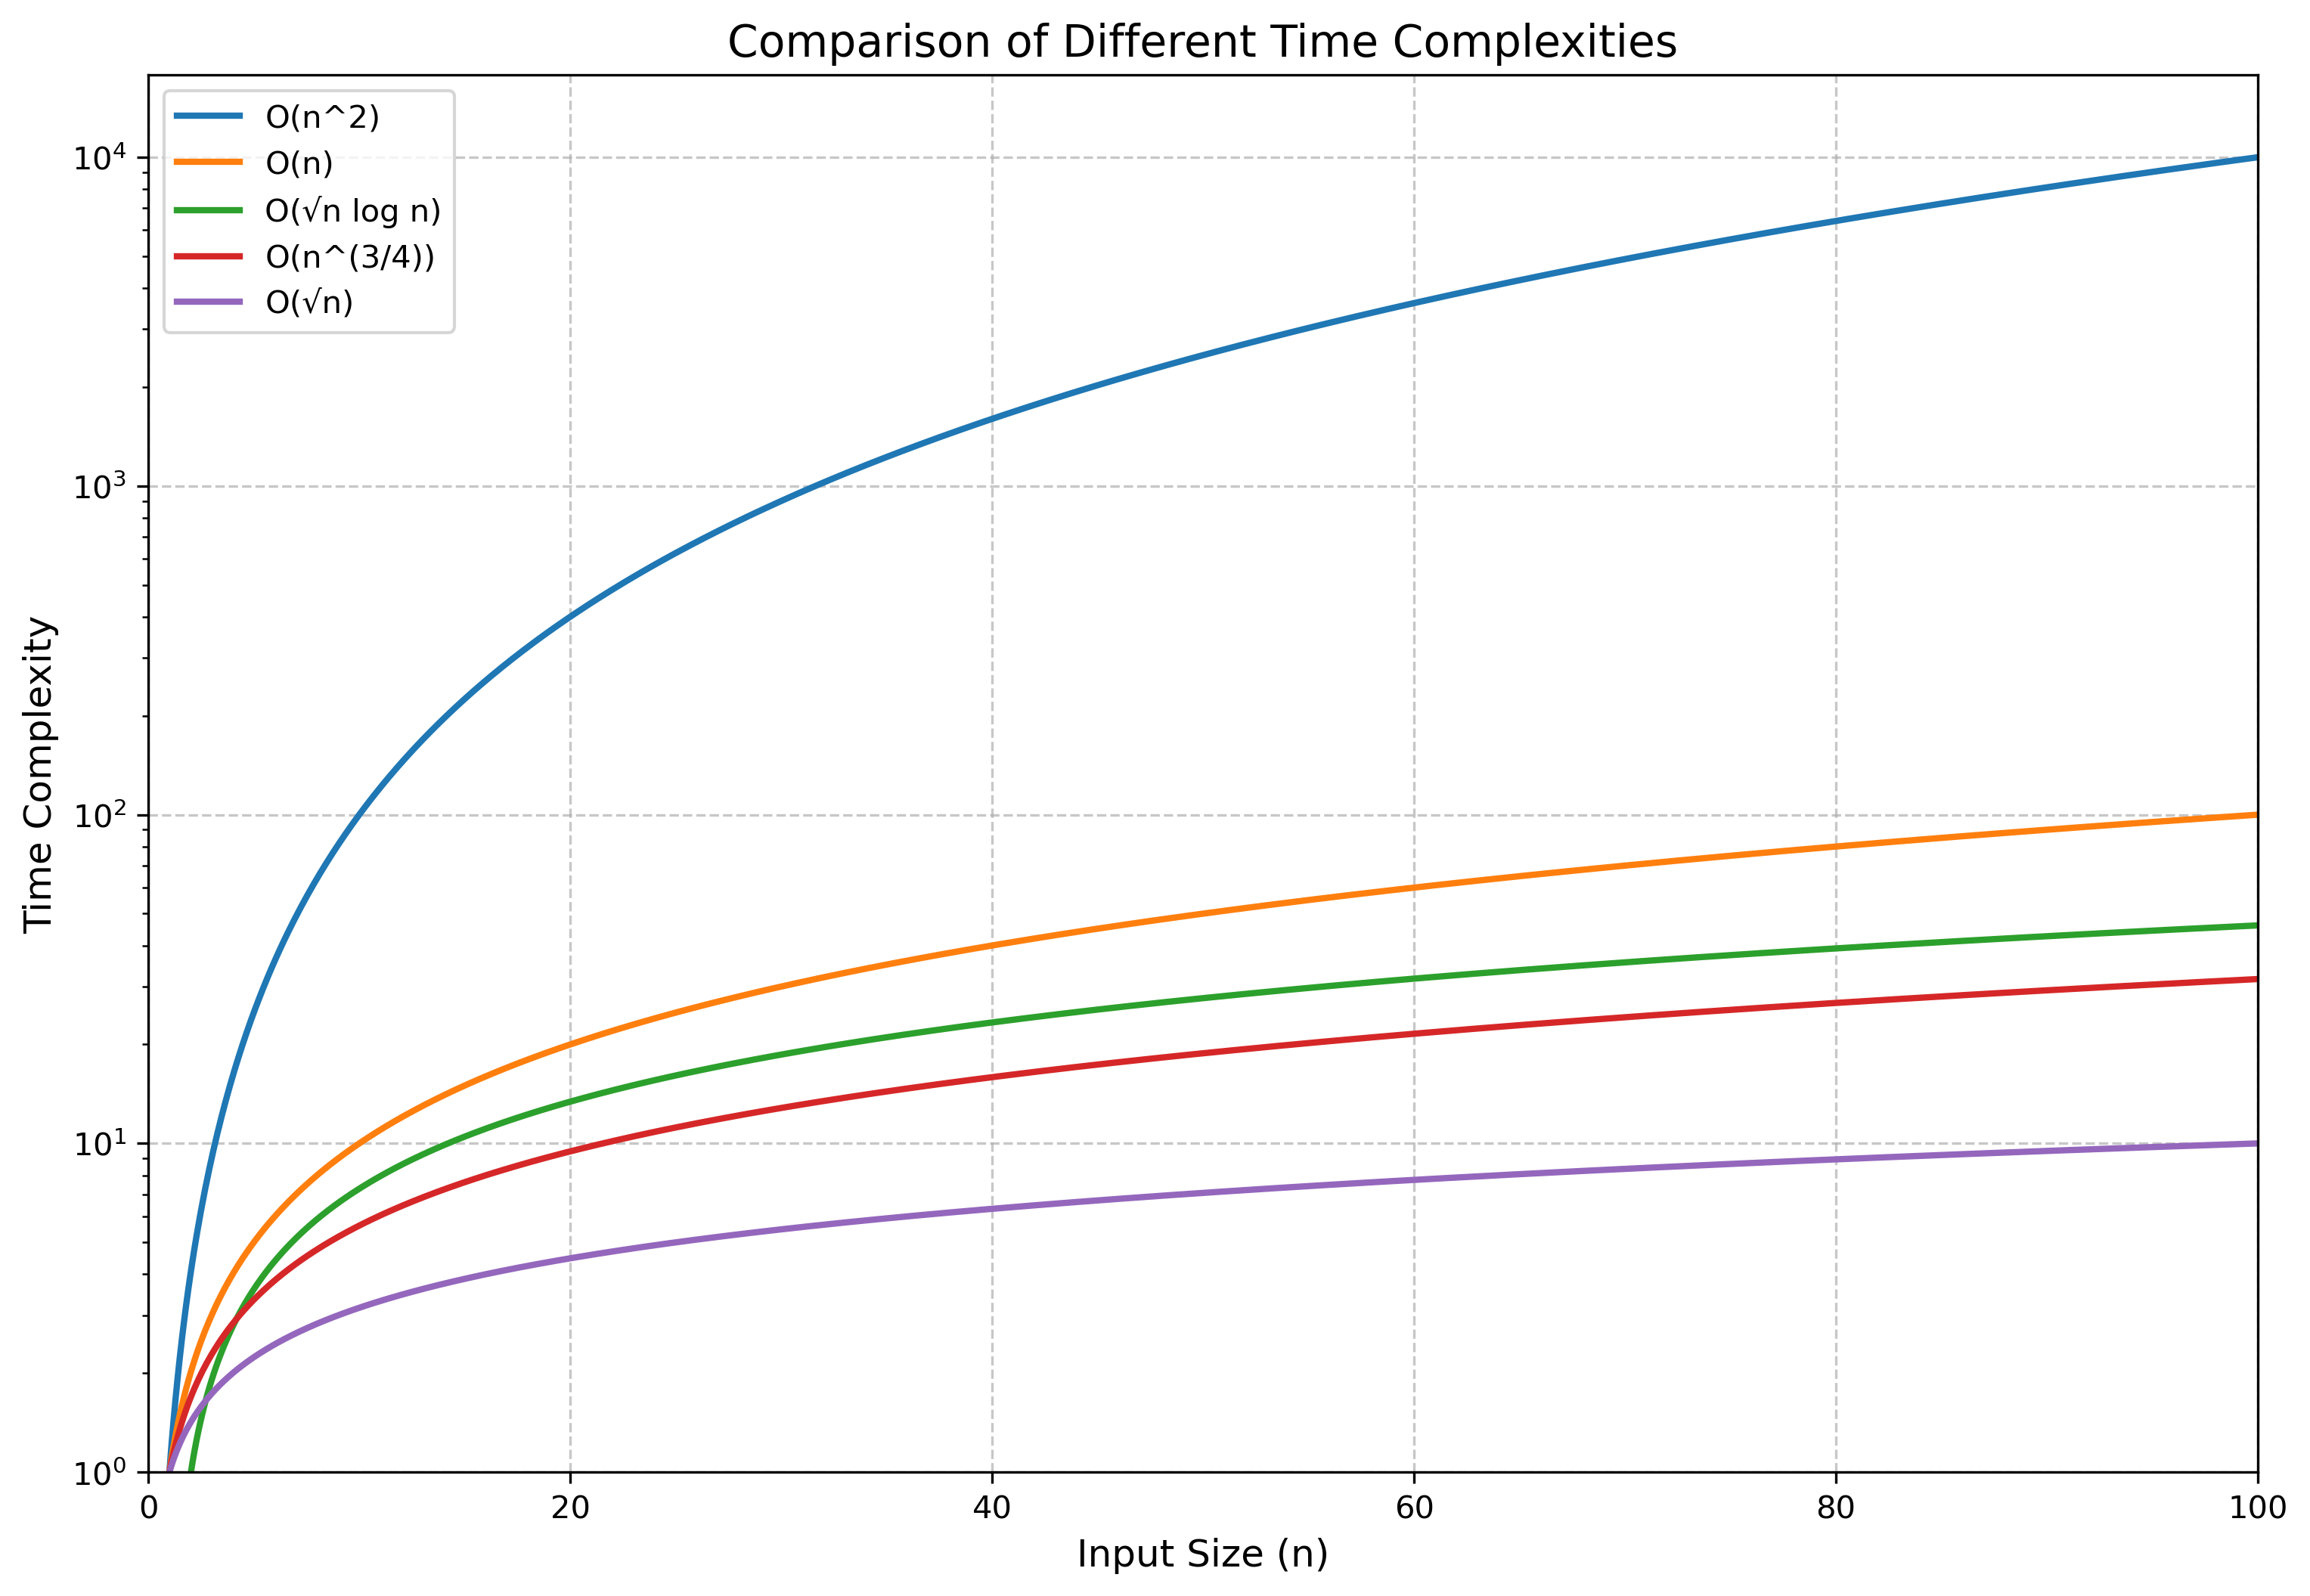 Comparison of Different Time Complexities
O(n^2)
O(n)
O(√n log n)
O(n^(3/4))
O(√n)
Time Complexity
10⁴
10³
10²
10¹
10⁰
0 20 40 60 80 100
Input Size (n)